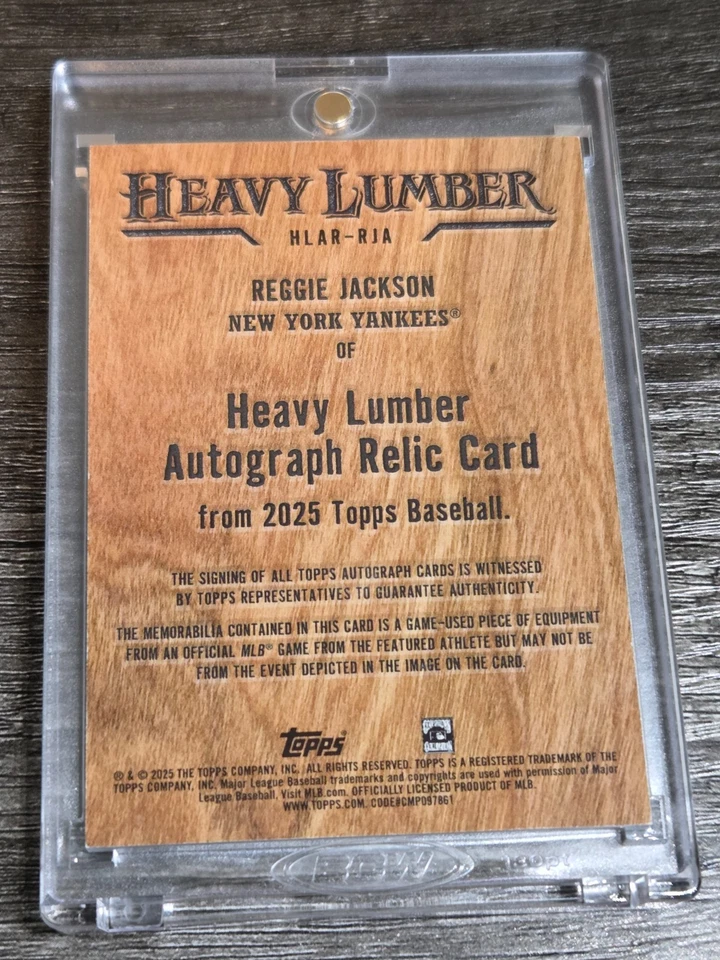 HEAVY LUMBER
HLAR-RJA
REGGIE JACKSON
NEW YORK YANKEES®
OF
Heavy Lumber
Autograph Relic Card
from 2025 Topps Baseball.
THE SIGNING OF ALL TOPPS AUTOGRAPH CARDS IS WITNESSED
BY TOPPS REPRESENTATIVES TO GUARANTEE AUTHENTICITY.
THE MEMORABILIA CONTAINED IN THIS CARD IS A GAME-USED PIECE OF EQUIPMENT
FROM AN OFFICIAL MLB® GAME FROM THE FEATURED ATHLETE BUT MAY NOT BE
FROM THE EVENT DEPICTED IN THE IMAGE ON THE CARD.
topps
® & © 2025 THE TOPPS COMPANY, INC. ALL RIGHTS RESERVED. TOPPS IS A REGISTERED TRADEMARK OF THE
TOPPS COMPANY, INC. Major League Baseball trademarks and copyrights are used with permission of Major
League Baseball. Visit MLB.com. OFFICIALLY LICENSED PRODUCT OF MLB.
WWW.TOPPS.COM. CODE#CMP097861
BCW